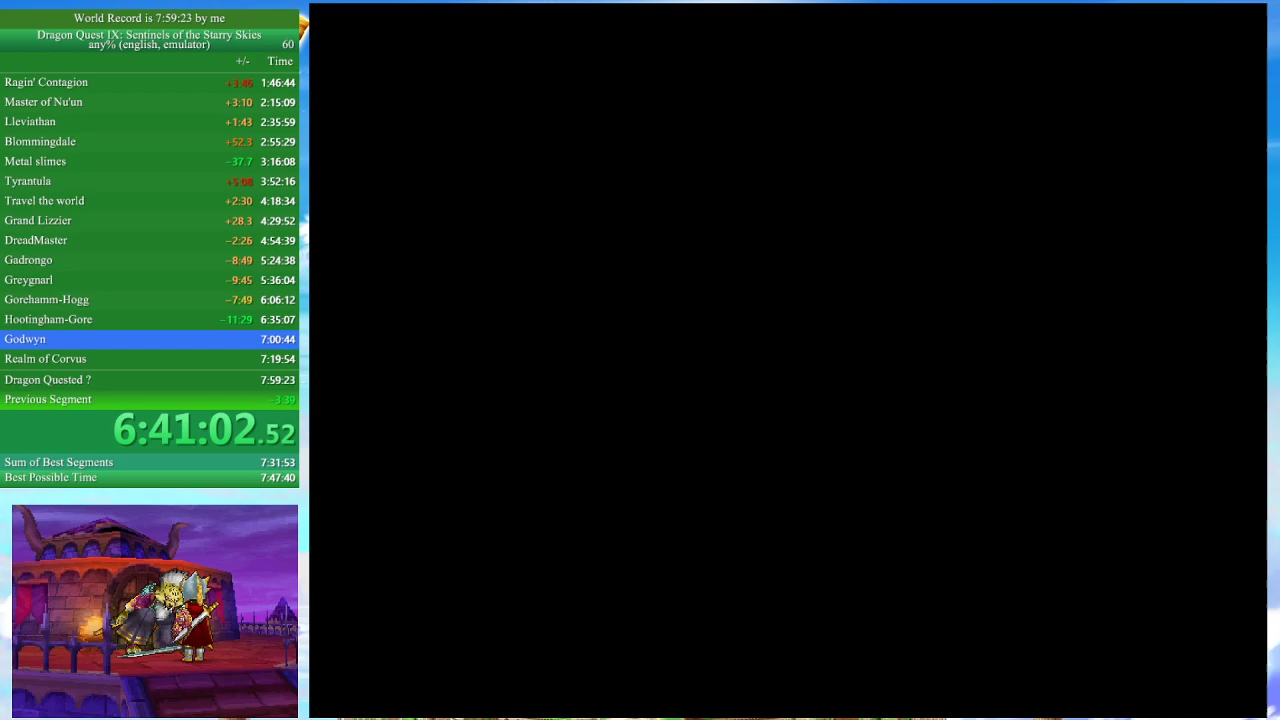 World Record is 7:59:23 by me
Dragon Quest IX: Sentinels of the Starry Skies
any% (english, emulator) 60
+/- Time
Ragin' Contagion +3:46 1:46:44
Master of Nu'un +3:10 2:15:09
Lleviathan +1:43 2:35:59
Blommingdale +52.3 2:55:29
Metal slimes −37.7 3:16:08
Tyrantula +5:08 3:52:16
Travel the world +2:30 4:18:34
Grand Lizzier +28.3 4:29:52
DreadMaster −2:26 4:54:39
Gadrongo −8:49 5:24:38
Greygnarl −9:45 5:36:04
Gorehamm-Hogg −7:49 6:06:12
Hootingham-Gore −11:29 6:35:07
Godwyn 7:00:44
Realm of Corvus 7:19:54
Dragon Quested ? 7:59:23
Previous Segment −3:39
6:41:02.52
Sum of Best Segments 7:31:53
Best Possible Time 7:47:40